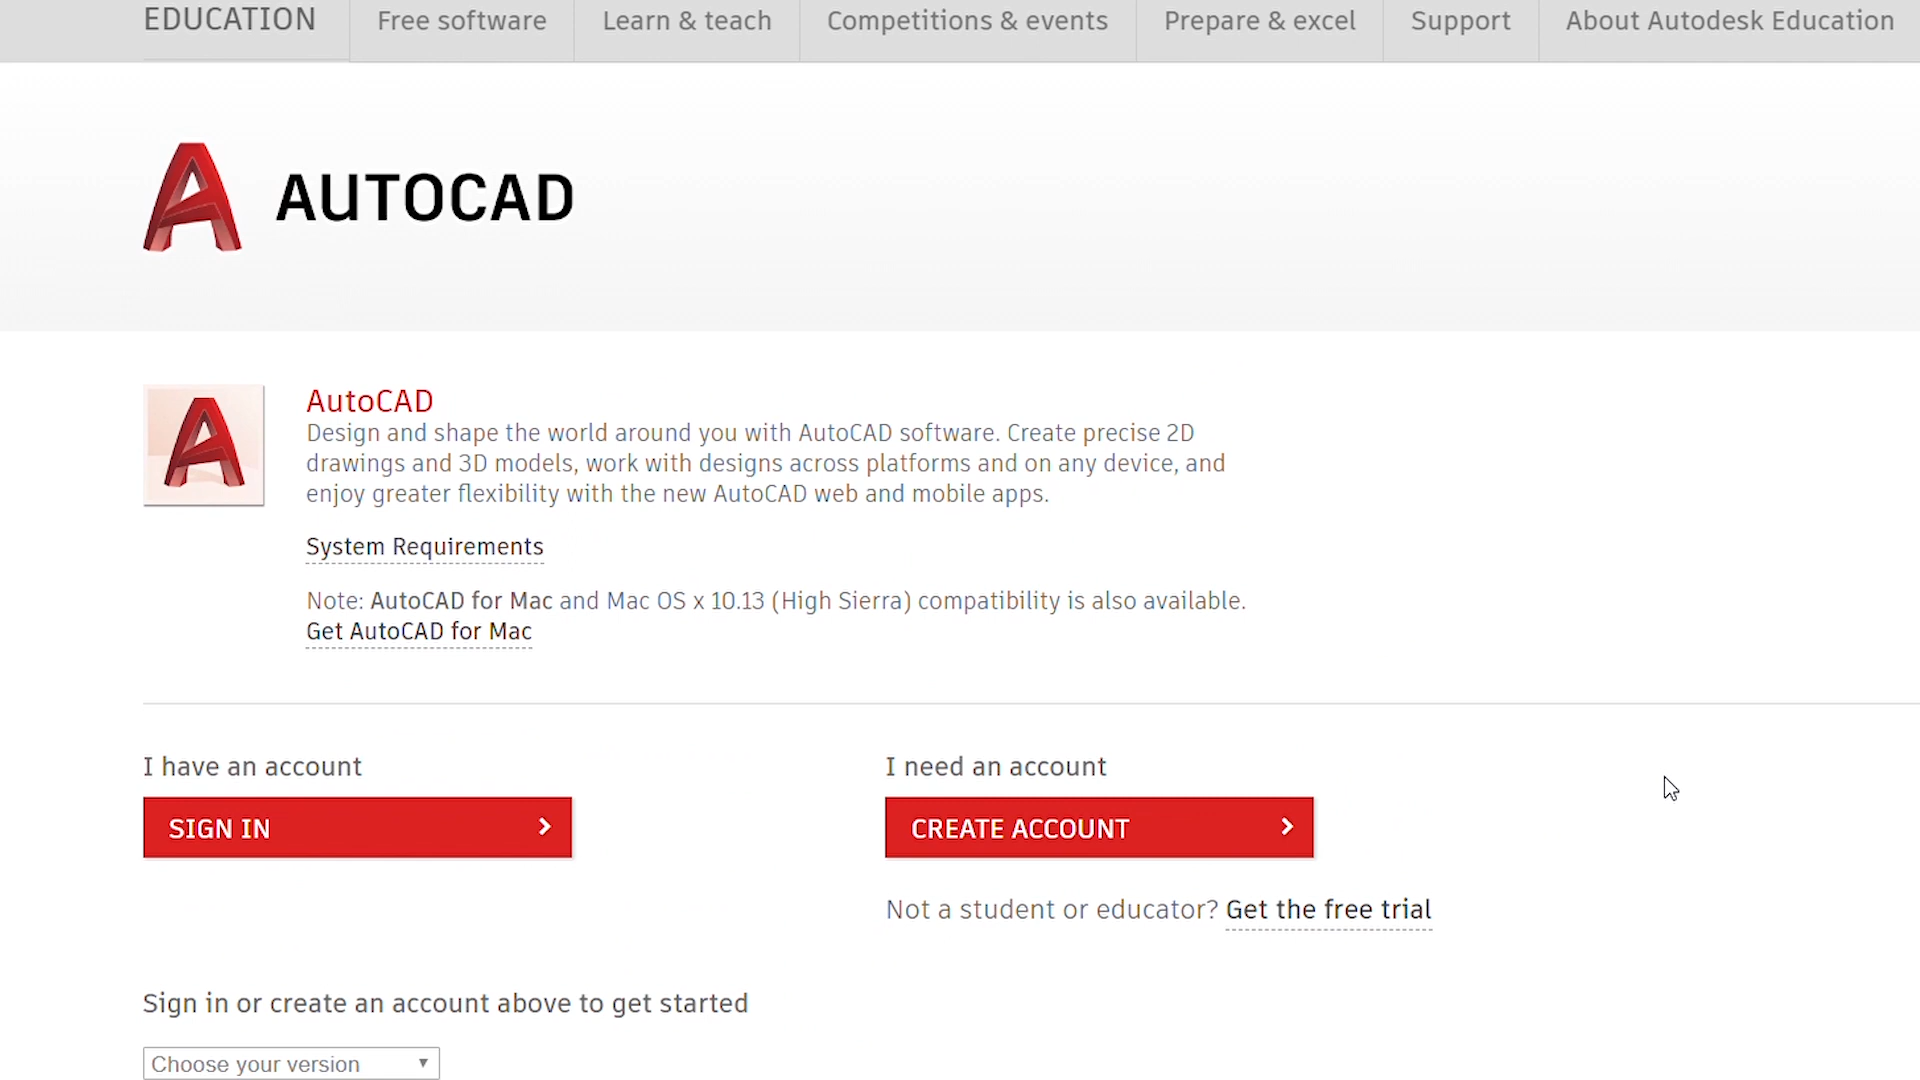 EDUCATION
Free software
Learn & teach
Competitions & events
Prepare & excel
Support
About Autodesk Education
AUTOCAD
AutoCAD
Design and shape the world around you with AutoCAD software. Create precise 2D
drawings and 3D models, work with designs across platforms and on any device, and
enjoy greater flexibility with the new AutoCAD web and mobile apps.
System Requirements
Note: AutoCAD for Mac and Mac OS x 10.13 (High Sierra) compatibility is also available.
Get AutoCAD for Mac
I have an account
SIGN IN
I need an account
CREATE ACCOUNT
Not a student or educator? Get the free trial
Sign in or create an account above to get started
Choose your version